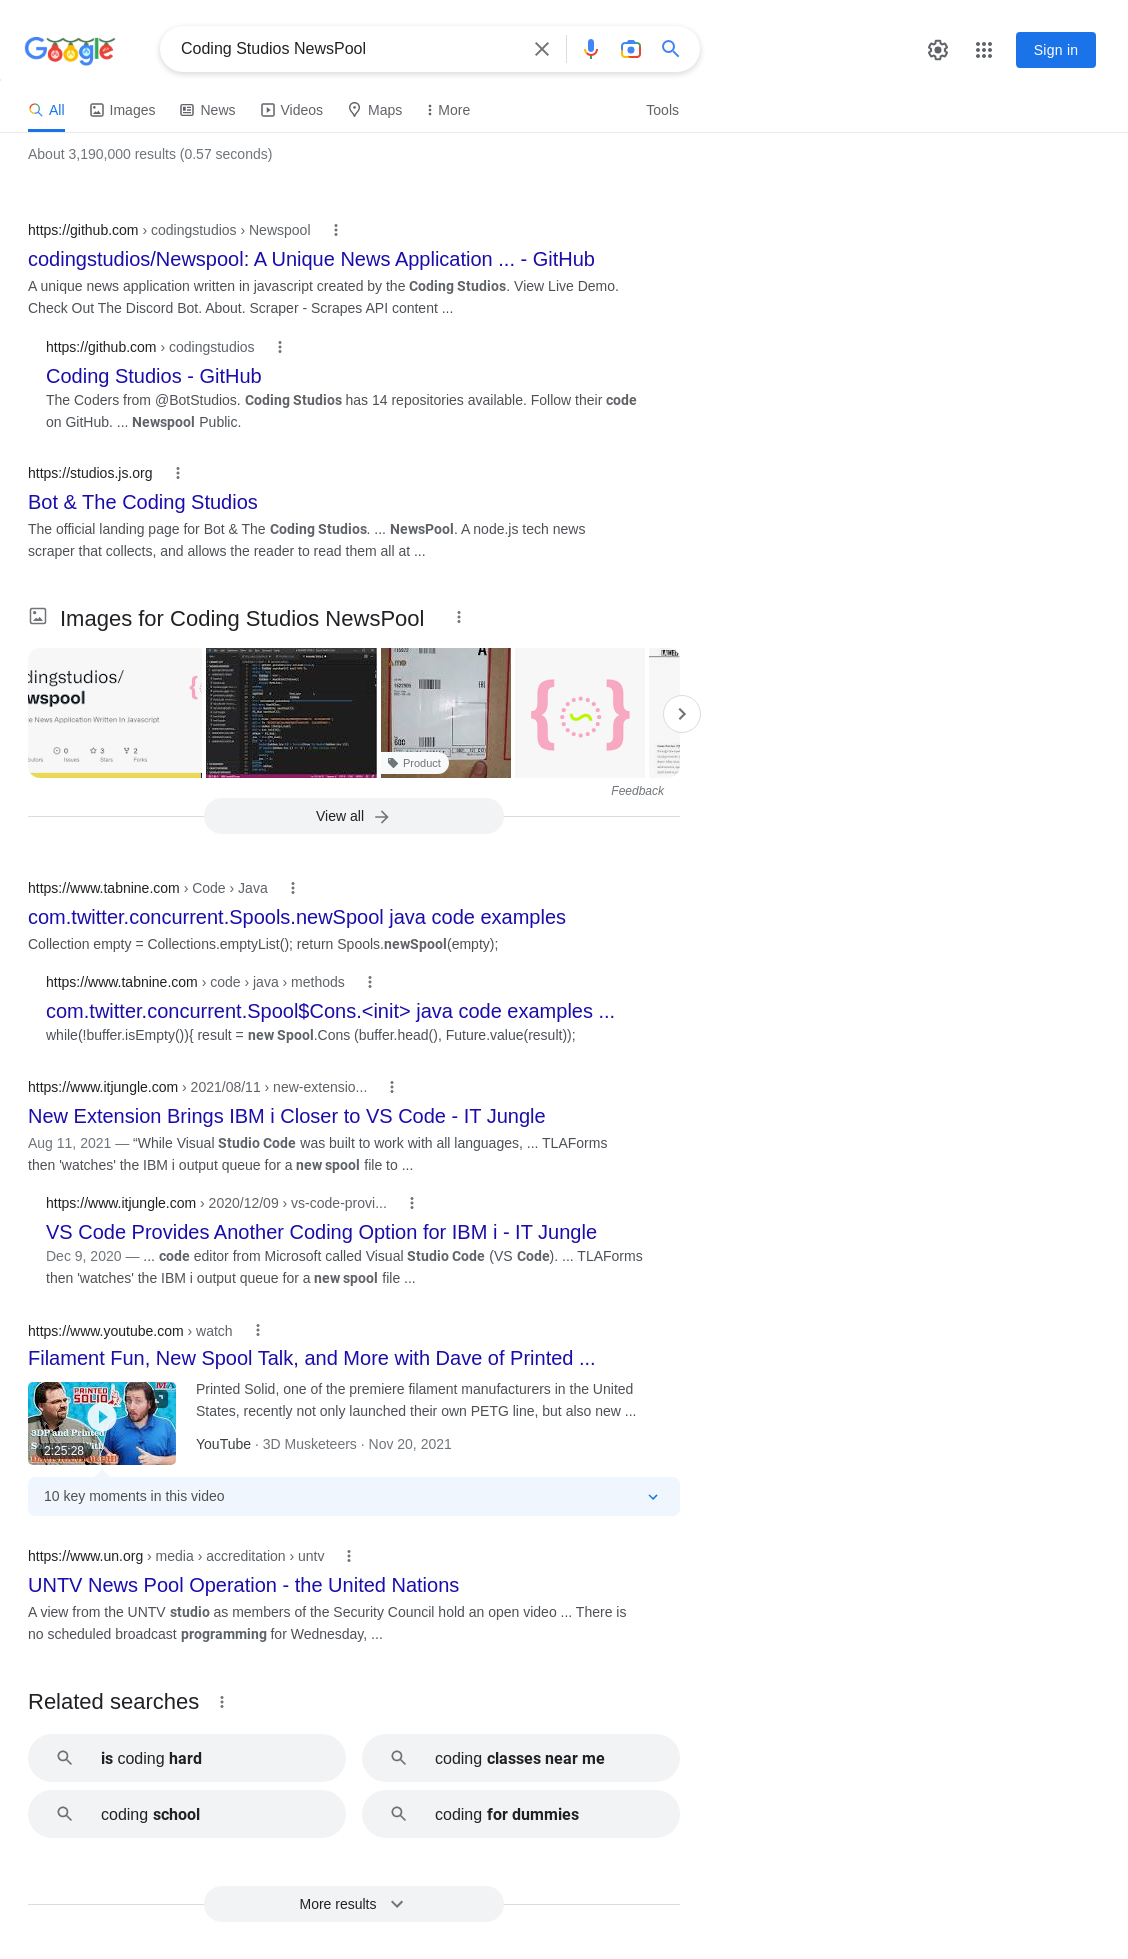 Google
Coding Studios NewsPool
Sign in
All
Images
News
Videos
Maps
More
Tools
About 3,190,000 results (0.57 seconds)
https://github.com › codingstudios › Newspool
codingstudios/Newspool: A Unique News Application ... - GitHub
A unique news application written in javascript created by the Coding Studios. View Live Demo.
Check Out The Discord Bot. About. Scraper - Scrapes API content ...
https://github.com › codingstudios
Coding Studios - GitHub
The Coders from @BotStudios. Coding Studios has 14 repositories available. Follow their code
on GitHub. ... Newspool Public.
https://studios.js.org
Bot & The Coding Studios
The official landing page for Bot & The Coding Studios. ... NewsPool. A node.js tech news
scraper that collects, and allows the reader to read them all at ...
Images for Coding Studios NewsPool
dingstudios/
wspool
e News Application Written In Javascript
0
3
2
utors
Issues
Stars
Forks
Product
Feedback
View all
https://www.tabnine.com › Code › Java
com.twitter.concurrent.Spools.newSpool java code examples
Collection empty = Collections.emptyList(); return Spools.newSpool(empty);
https://www.tabnine.com › code › java › methods
com.twitter.concurrent.Spool$Cons.<init> java code examples ...
while(!buffer.isEmpty()){ result = new Spool.Cons (buffer.head(), Future.value(result));
https://www.itjungle.com › 2021/08/11 › new-extensio...
New Extension Brings IBM i Closer to VS Code - IT Jungle
Aug 11, 2021 — “While Visual Studio Code was built to work with all languages, ... TLAForms
then 'watches' the IBM i output queue for a new spool file to ...
https://www.itjungle.com › 2020/12/09 › vs-code-provi...
VS Code Provides Another Coding Option for IBM i - IT Jungle
Dec 9, 2020 — ... code editor from Microsoft called Visual Studio Code (VS Code). ... TLAForms
then 'watches' the IBM i output queue for a new spool file ...
https://www.youtube.com › watch
Filament Fun, New Spool Talk, and More with Dave of Printed ...
PRINTED
SOLID
3DP and Printed
2:25:28
Printed Solid, one of the premiere filament manufacturers in the United
States, recently not only launched their own PETG line, but also new ...
YouTube · 3D Musketeers · Nov 20, 2021
10 key moments in this video
https://www.un.org › media › accreditation › untv
UNTV News Pool Operation - the United Nations
A view from the UNTV studio as members of the Security Council hold an open video ... There is
no scheduled broadcast programming for Wednesday, ...
Related searches
is coding hard
coding classes near me
coding school
coding for dummies
More results